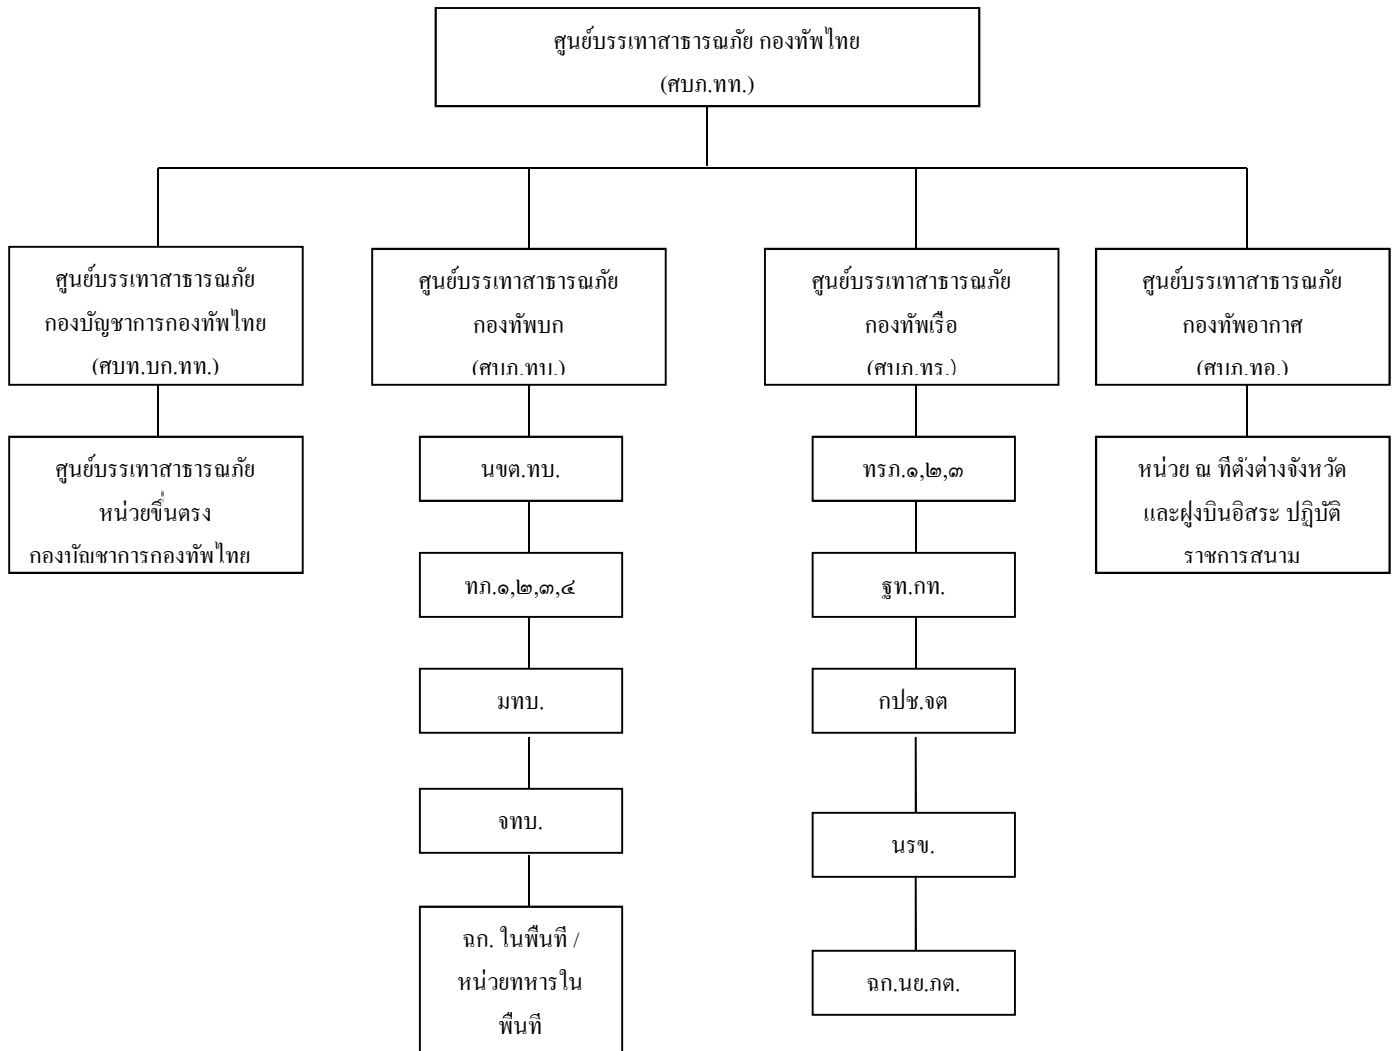 ศูนย์บรรเทาสาธารณภัย กองทัพไทย
(ศบภ.ทท.)
ศูนย์บรรเทาสาธารณภัย
กองบัญชาการกองทัพไทย
(ศบท.บก.ทท.)
ศูนย์บรรเทาสาธารณภัย
กองทัพบก
(ศบภ.ทบ.)
ศูนย์บรรเทาสาธารณภัย
กองทัพเรือ
(ศบภ.ทร.)
ศูนย์บรรเทาสาธารณภัย
กองทัพอากาศ
(ศบภ.ทอ.)
ศูนย์บรรเทาสาธารณภัย
หน่วยขึ้นตรง
กองบัญชาการกองทัพไทย
นขต.ทบ.
ทภ.๑,๒,๓,๔
มทบ.
จทบ.
ฉก. ในพื้นที่ /
หน่วยทหารใน
พื้นที่
ทรภ.๑,๒,๓
ฐท.กท.
กปช.จต
นรข.
ฉก.นย.ภต.
หน่วย ณ ที่ตั้งต่างจังหวัด
และฝูงบินอิสระ ปฏิบัติ
ราชการสนาม